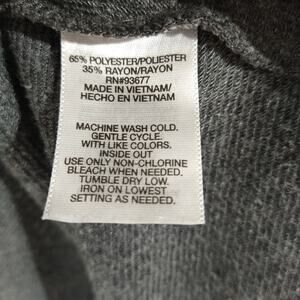 65% POLYESTER/POLIESTER
35% RAYON/RAYON
RN#93677
MADE IN VIETNAM/
HECHO EN VIETNAM
MACHINE WASH COLD.
GENTLE CYCLE.
WITH LIKE COLORS.
INSIDE OUT
USE ONLY NON-CHLORINE
BLEACH WHEN NEEDED.
TUMBLE DRY LOW.
IRON ON LOWEST
SETTING AS NEEDED.